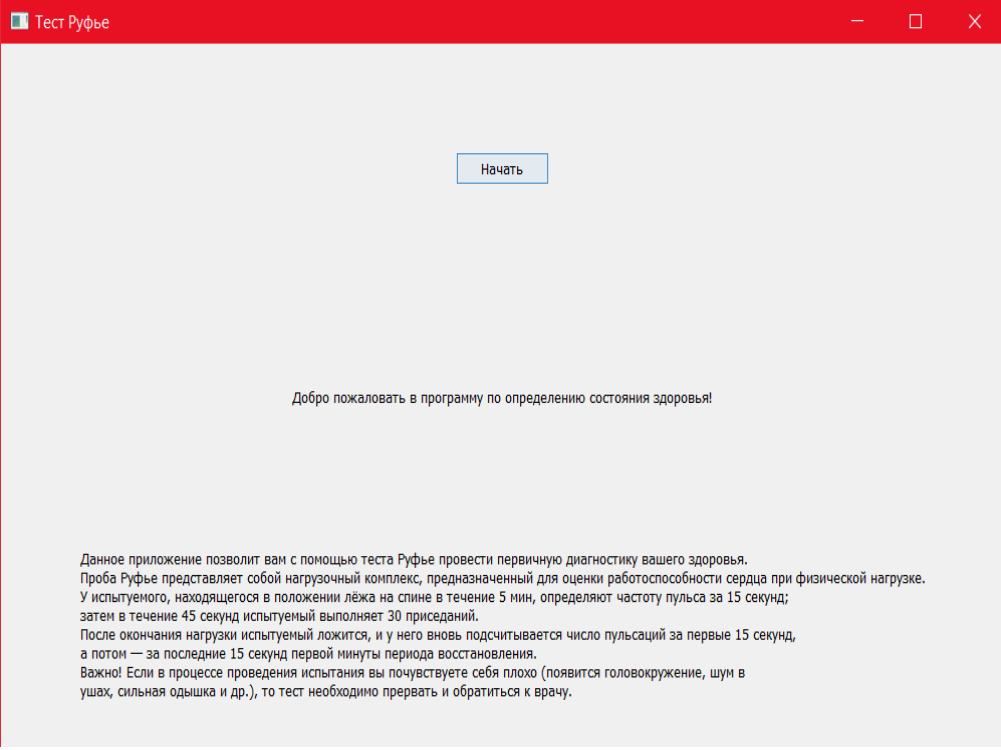 Тест Руфье
Начать
Добро пожаловать в программу по определению состояния здоровья!
Данное приложение позволит вам с помощью теста Руфье провести первичную диагностику вашего здоровья.
Проба Руфье представляет собой нагрузочный комплекс, предназначенный для оценки работоспособности сердца при физической нагрузке.
У испытуемого, находящегося в положении лёжа на спине в течение 5 мин, определяют частоту пульса за 15 секунд;
затем в течение 45 секунд испытуемый выполняет 30 приседаний.
После окончания нагрузки испытуемый ложится, и у него вновь подсчитывается число пульсаций за первые 15 секунд,
а потом — за последние 15 секунд первой минуты периода восстановления.
Важно! Если в процессе проведения испытания вы почувствуете себя плохо (появится головокружение, шум в
ушах, сильная одышка и др.), то тест необходимо прервать и обратиться к врачу.